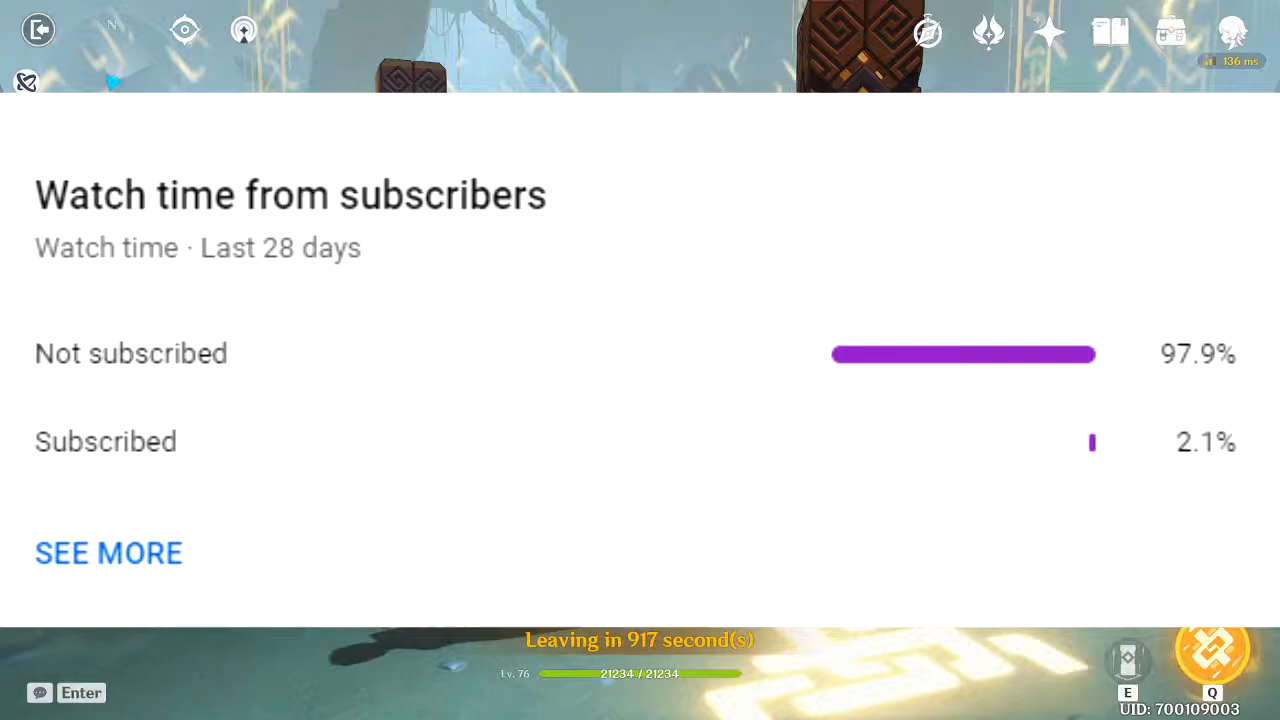 N
136 ms
Watch time from subscribers
Watch time · Last 28 days
Not subscribed 97.9%
Subscribed 2.1%
SEE MORE
Leaving in 917 second(s)
Lv. 76 21234 / 21234
Enter
E Q
UID: 700109003